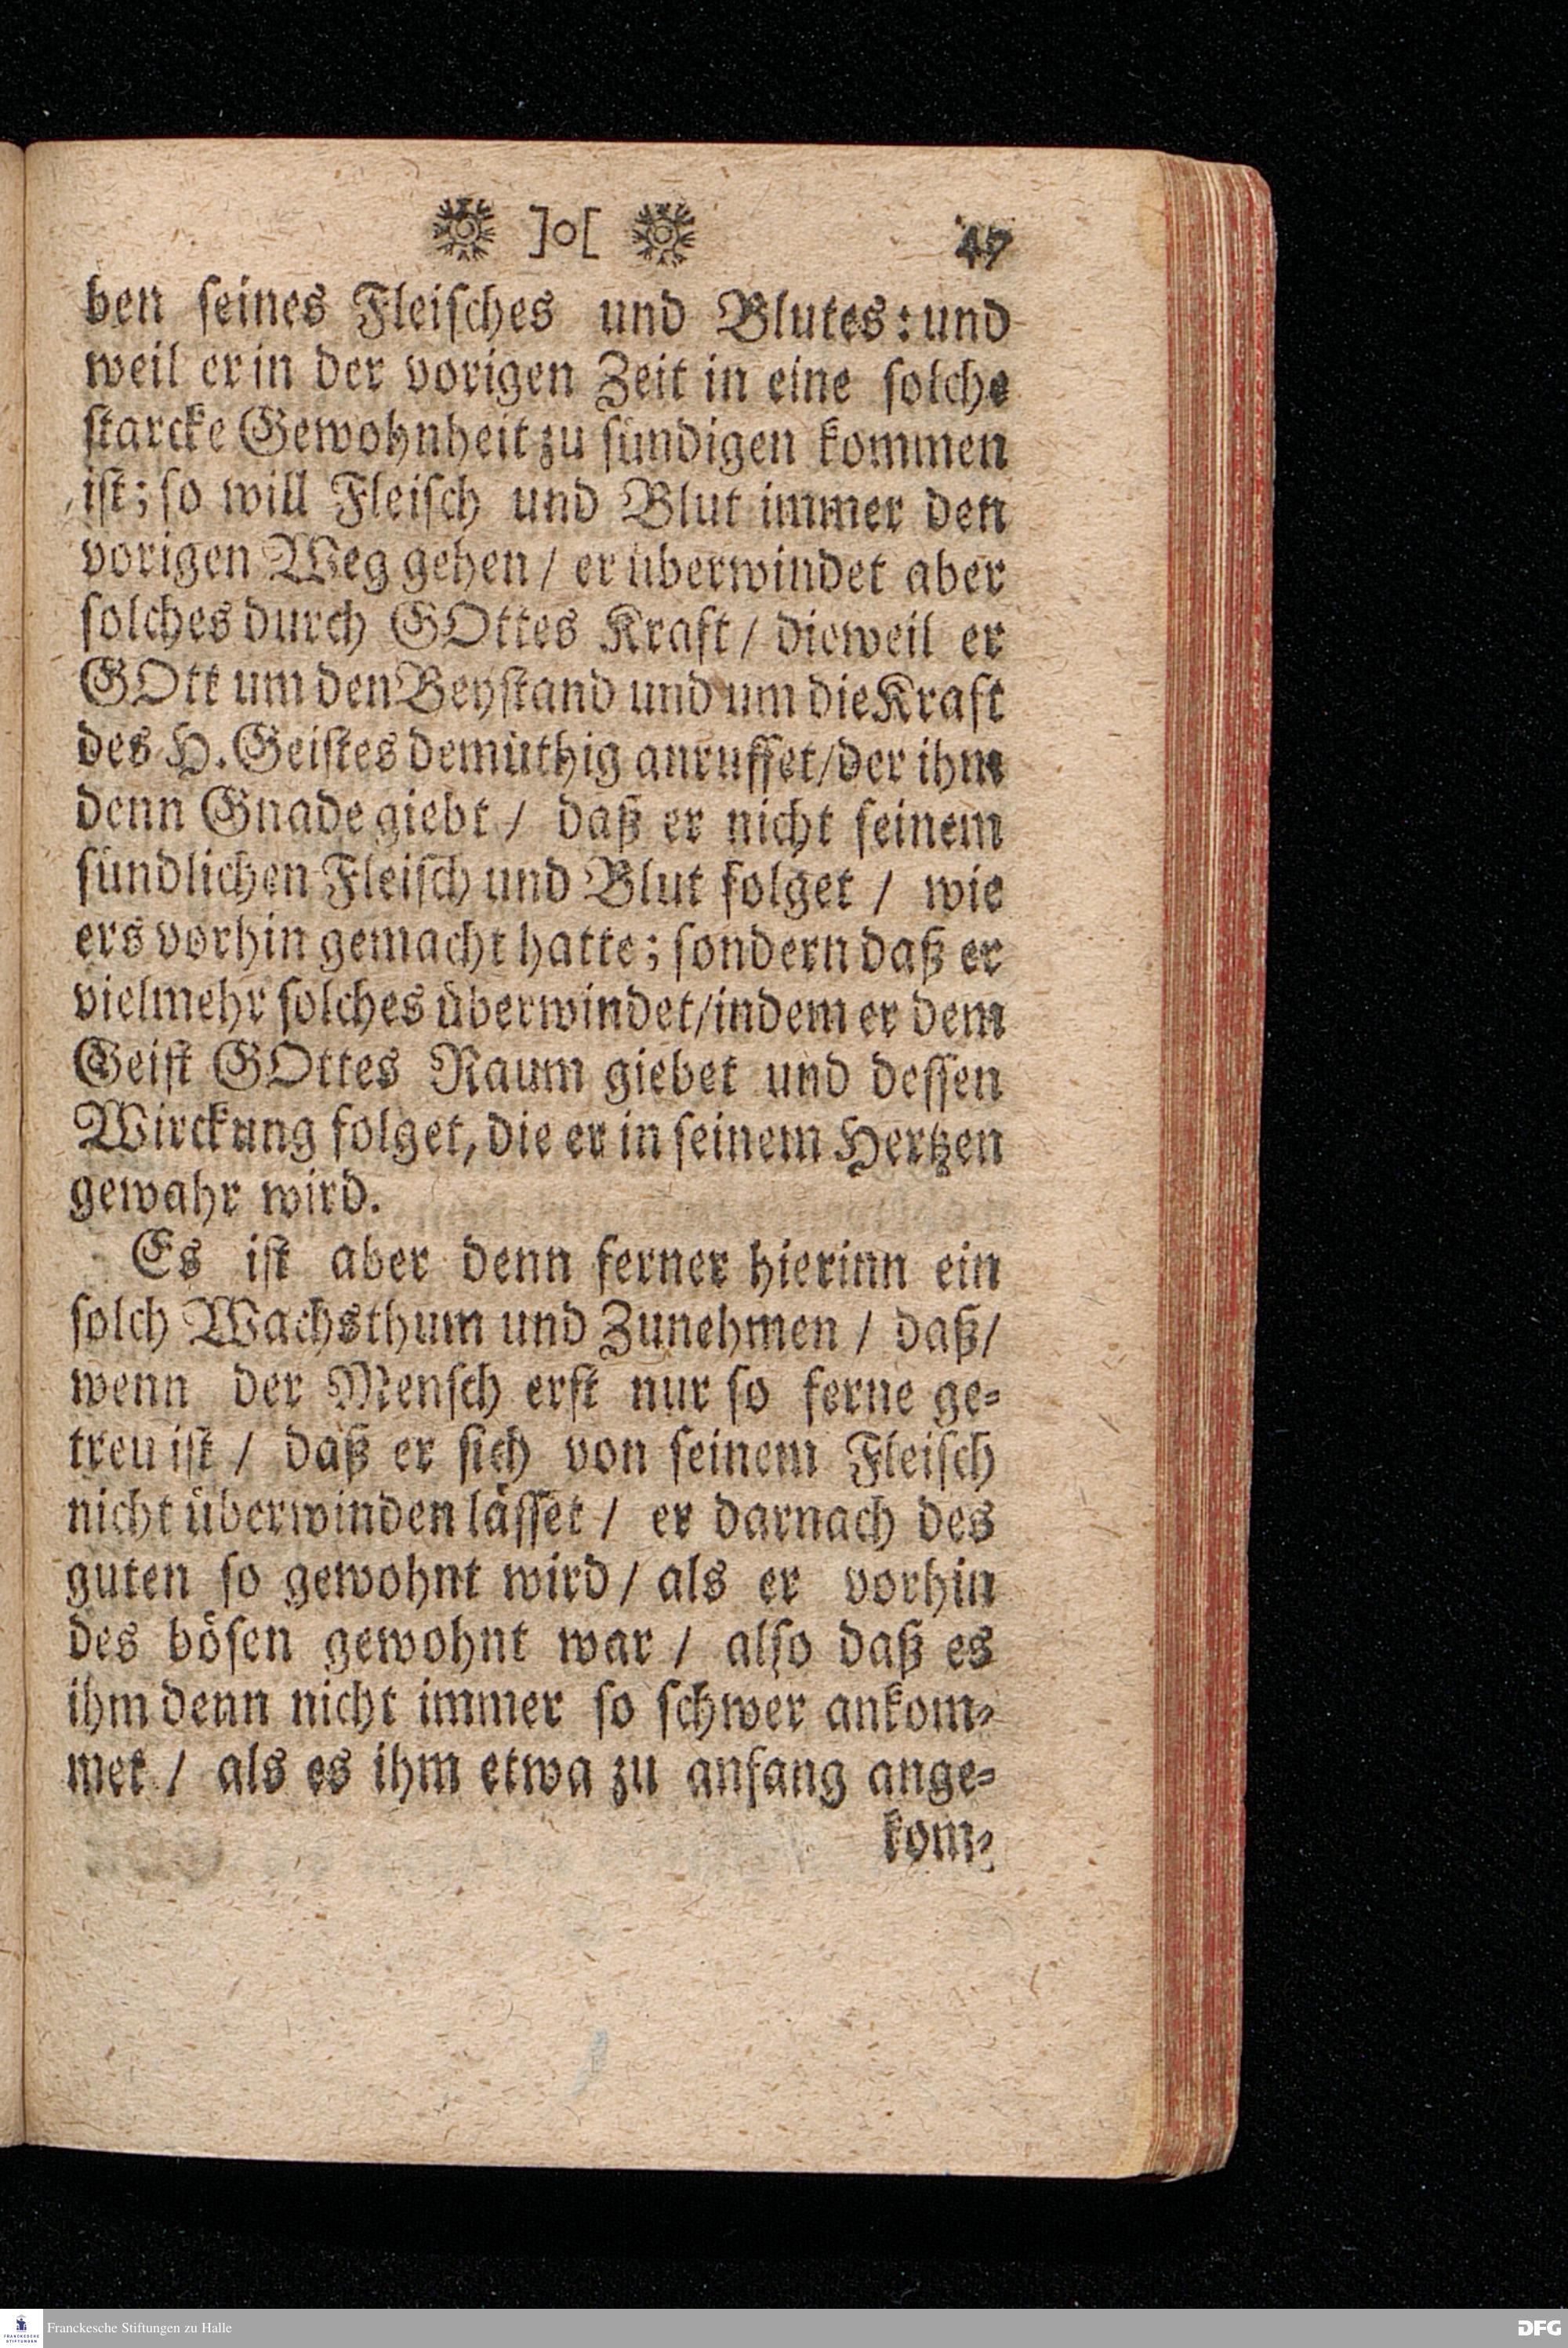 ]o[ 47
ben seines Fleisches und Blutes: und
weil er in der vorigen Zeit in eine solche
starcke Gewohnheit zu sündigen kommen
ist; so will Fleisch und Blut immer den
vorigen Weg gehen / er überwindet aber
solches durch GOttes Kraft / dieweil er
GOtt um den Beystand und um die Kraft
des H. Geistes demüthig anruffet / der ihm
denn Gnade giebt / daß er nicht seinem
sündlichen Fleisch und Blut folget / wie
ers vorhin gemacht hatte; sondern daß er
vielmehr solches überwindet / indem er dem
Geist GOttes Raum giebet und dessen
Wirckung folget, die er in seinem Hertzen
gewahr wird.
Es ist aber denn ferner hierinn ein
solch Wachsthum und Zunehmen / daß /
wenn der Mensch erst nur so ferne ge-
treu ist / daß er sich von seinem Fleisch
nicht überwinden lässet / er darnach des
guten so gewohnt wird / als er vorhin
des bösen gewohnt war / also daß es
ihm denn nicht immer so schwer ankom-
met / als es ihm etwa zu anfang ange-
kom-
FRANCKESCHE
STIFTUNGEN
Franckesche Stiftungen zu Halle
DFG